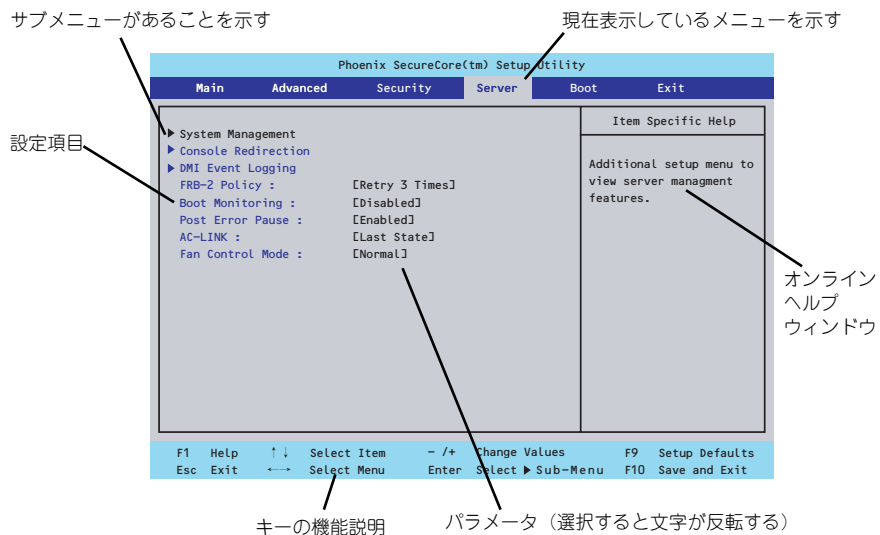 サブメニューがあることを示す
現在表示しているメニューを示す
Phoenix SecureCore(tm) Setup Utility
Main Advanced Security Server Boot Exit
設定項目
Item Specific Help
▶ System Management
▶ Console Redirection
▶ DMI Event Logging
FRB-2 Policy : [Retry 3 Times]
Boot Monitoring : [Disabled]
Post Error Pause : [Enabled]
AC-LINK : [Last State]
Fan Control Mode : [Normal]
Additional setup menu to
view server managment
features.
オンライン
ヘルプ
ウィンドウ
F1 Help ↑↓ Select Item - /+ Change Values F9 Setup Defaults
Esc Exit ←→ Select Menu Enter Select ▶ Sub-Menu F10 Save and Exit
キーの機能説明
パラメータ（選択すると文字が反転する）